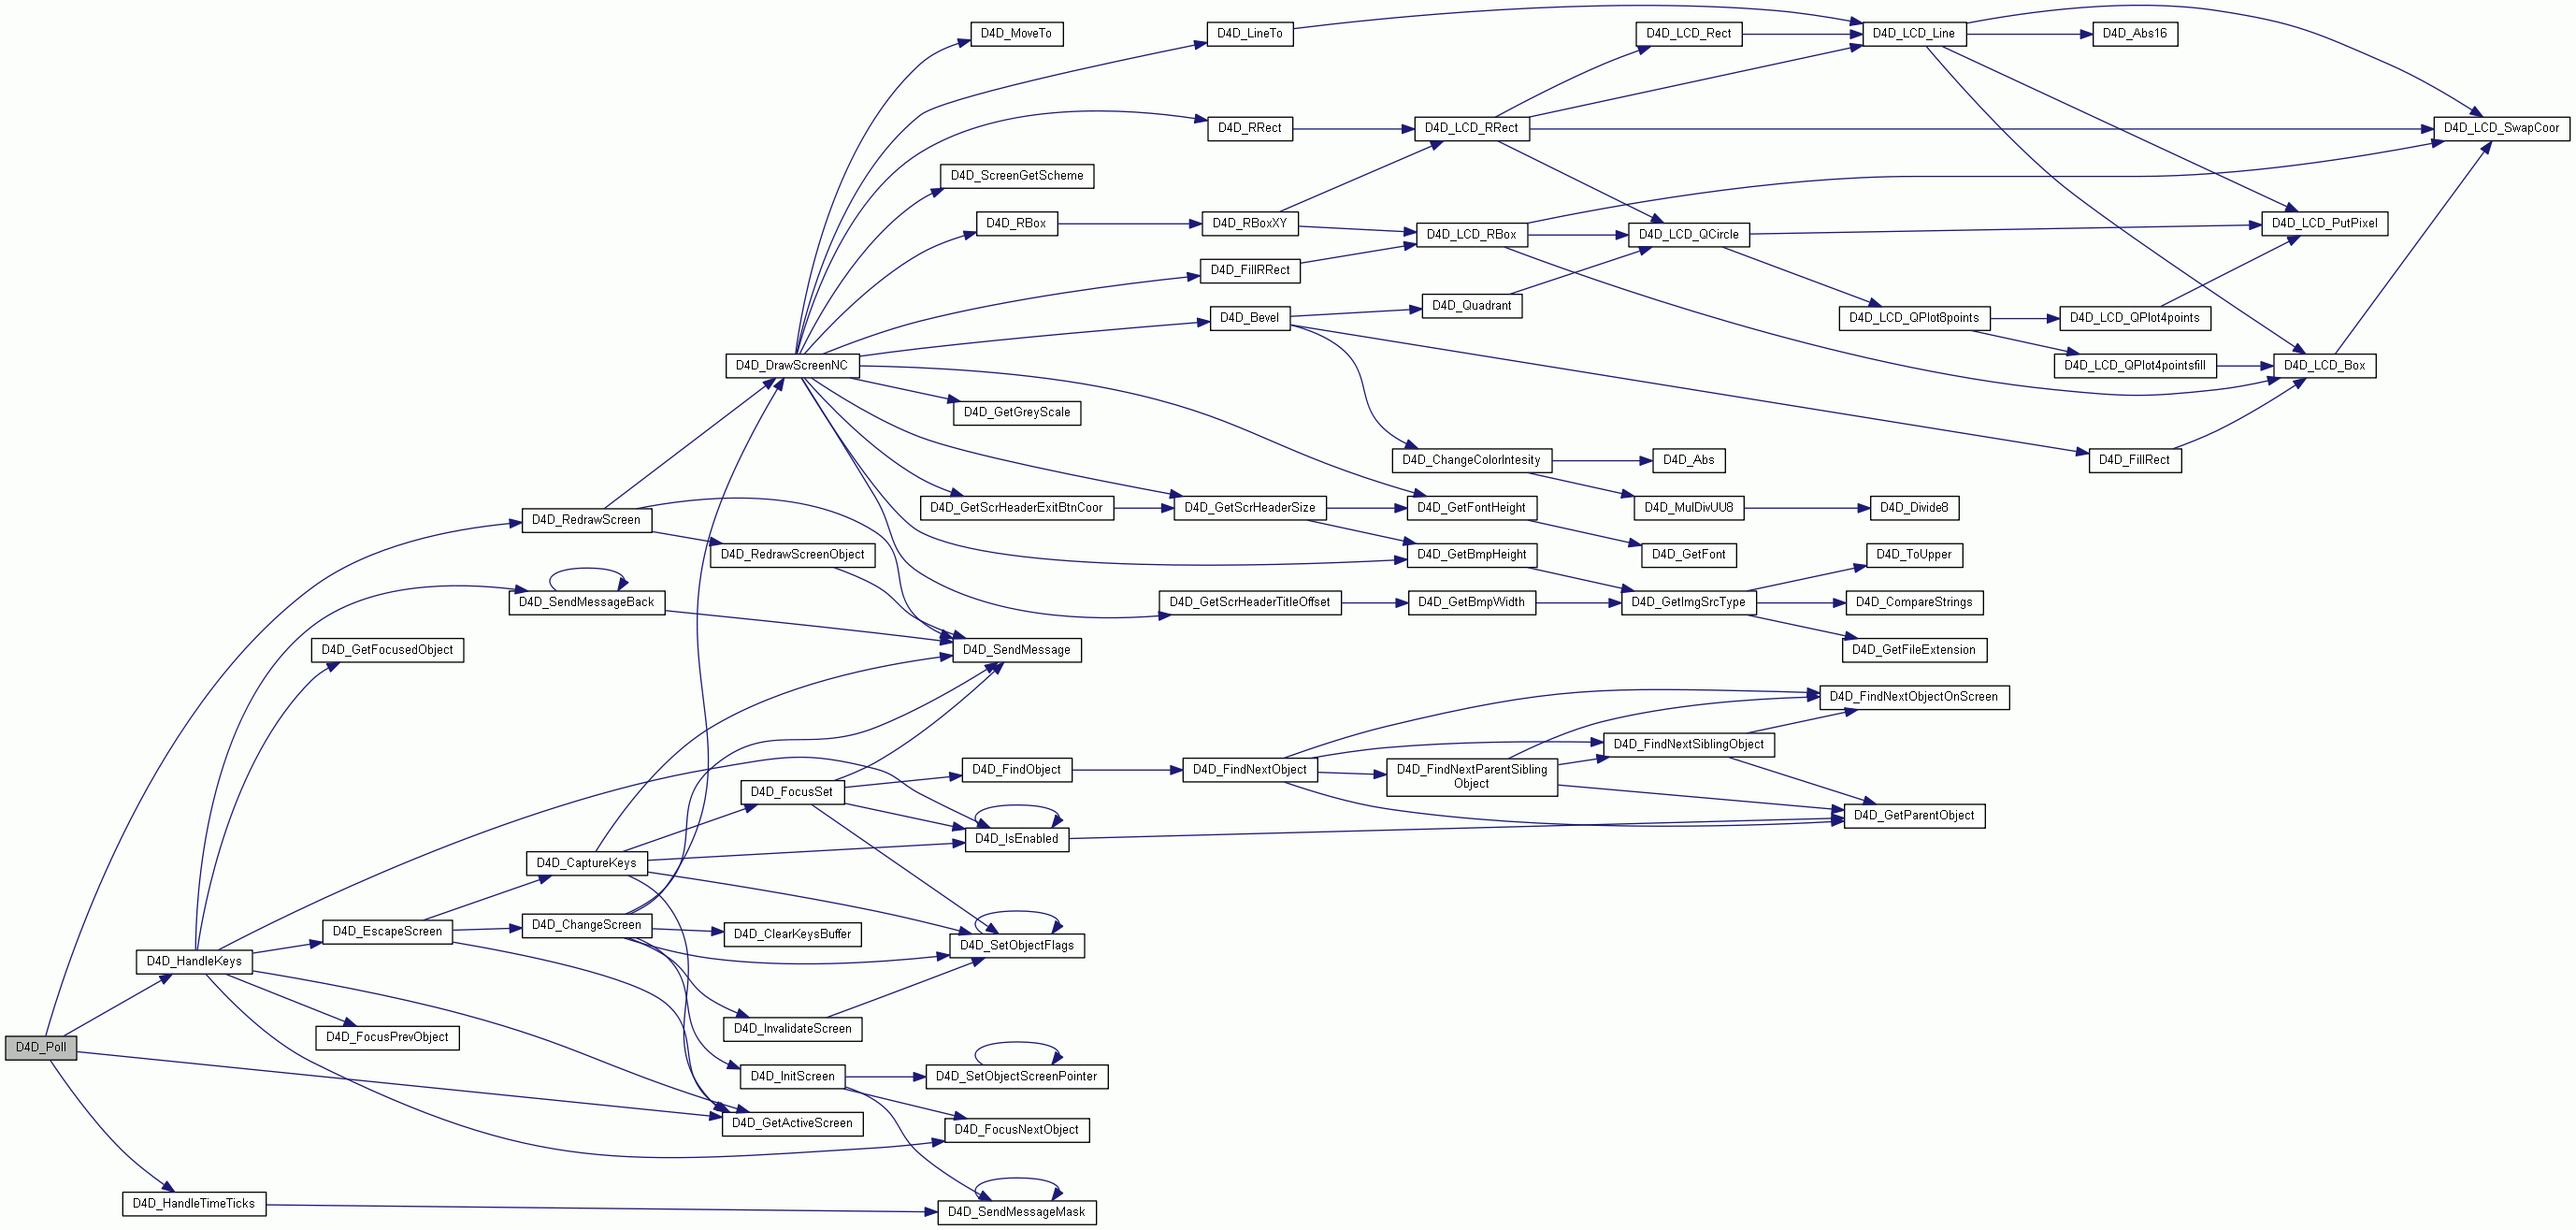 D4D_MoveTo
D4D_LineTo
D4D_LCD_Rect
D4D_LCD_Line
D4D_Abs16
D4D_RRect
D4D_LCD_RRect
D4D_LCD_SwapCoor
D4D_ScreenGetScheme
D4D_RBox
D4D_RBoxXY
D4D_LCD_RBox
D4D_LCD_QCircle
D4D_LCD_PutPixel
D4D_FillRRect
D4D_Bevel
D4D_Quadrant
D4D_LCD_QPlot8points
D4D_LCD_QPlot4points
D4D_DrawScreenNC
D4D_LCD_QPlot4pointsfill
D4D_LCD_Box
D4D_GetGreyScale
D4D_ChangeColorIntesity
D4D_Abs
D4D_FillRect
D4D_GetScrHeaderExitBtnCoor
D4D_GetScrHeaderSize
D4D_GetFontHeight
D4D_MulDivUU8
D4D_Divide8
D4D_RedrawScreen
D4D_RedrawScreenObject
D4D_GetBmpHeight
D4D_GetFont
D4D_ToUpper
D4D_SendMessageBack
D4D_GetScrHeaderTitleOffset
D4D_GetBmpWidth
D4D_GetImgSrcType
D4D_CompareStrings
D4D_GetFocusedObject
D4D_SendMessage
D4D_GetFileExtension
D4D_FindNextObjectOnScreen
D4D_FindNextSiblingObject
D4D_FocusSet
D4D_FindObject
D4D_FindNextObject
D4D_FindNextParentSibling
Object
D4D_IsEnabled
D4D_GetParentObject
D4D_CaptureKeys
D4D_EscapeScreen
D4D_ChangeScreen
D4D_ClearKeysBuffer
D4D_SetObjectFlags
D4D_HandleKeys
D4D_InvalidateScreen
D4D_FocusPrevObject
D4D_Poll
D4D_InitScreen
D4D_SetObjectScreenPointer
D4D_GetActiveScreen
D4D_FocusNextObject
D4D_HandleTimeTicks
D4D_SendMessageMask